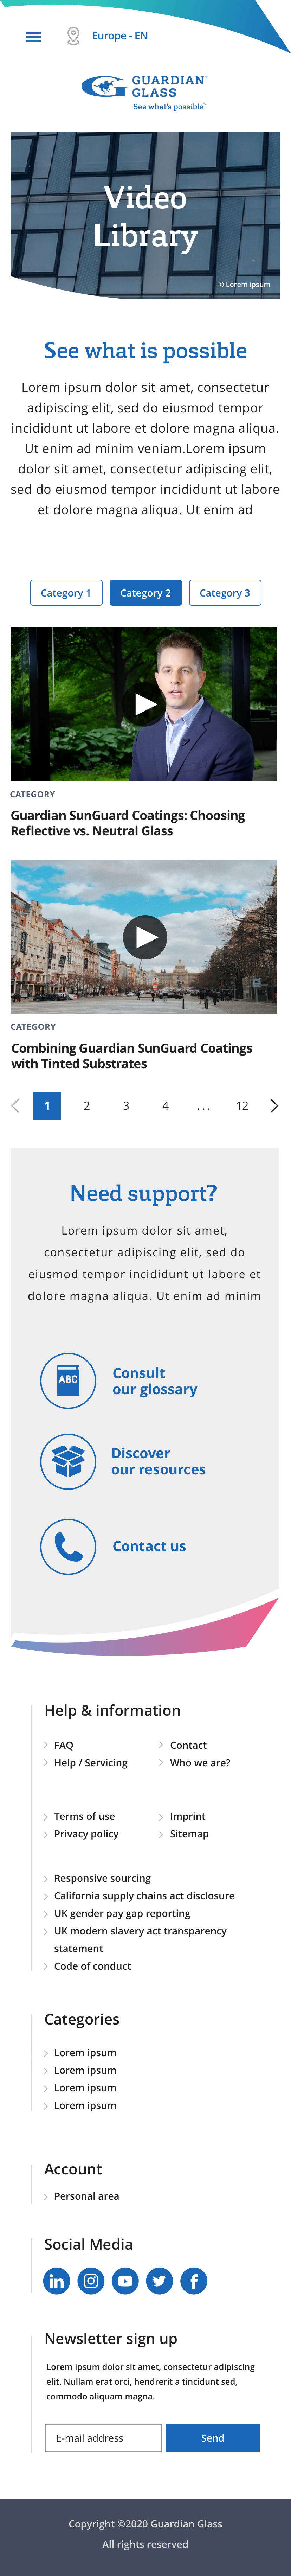 Europe - EN
GUARDIAN®
GLASS
See what's possible™
Video
Library
© Lorem ipsum
See what is possible
Lorem ipsum dolor sit amet, consectetur
adipiscing elit, sed do eiusmod tempor
incididunt ut labore et dolore magna aliqua.
Ut enim ad minim veniam.Lorem ipsum
dolor sit amet, consectetur adipiscing elit,
sed do eiusmod tempor incididunt ut labore
et dolore magna aliqua. Ut enim ad
Category 1 Category 2 Category 3
CATEGORY
Guardian SunGuard Coatings: Choosing
Reflective vs. Neutral Glass
CATEGORY
Combining Guardian SunGuard Coatings
with Tinted Substrates
1 2 3 4 ... 12
Need support?
Lorem ipsum dolor sit amet,
consectetur adipiscing elit, sed do
eiusmod tempor incididunt ut labore et
dolore magna aliqua. Ut enim ad minim
ABC
Consult
our glossary
Discover
our resources
Contact us
Help & information
FAQ Contact
Help / Servicing Who we are?
Terms of use Imprint
Privacy policy Sitemap
Responsive sourcing
California supply chains act disclosure
UK gender pay gap reporting
UK modern slavery act transparency
statement
Code of conduct
Categories
Lorem ipsum
Lorem ipsum
Lorem ipsum
Lorem ipsum
Account
Personal area
Social Media
in f
Newsletter sign up
Lorem ipsum dolor sit amet, consectetur adipiscing
elit. Nullam erat orci, hendrerit a tincidunt sed,
commodo aliquam magna.
E-mail address Send
Copyright ©2020 Guardian Glass
All rights reserved